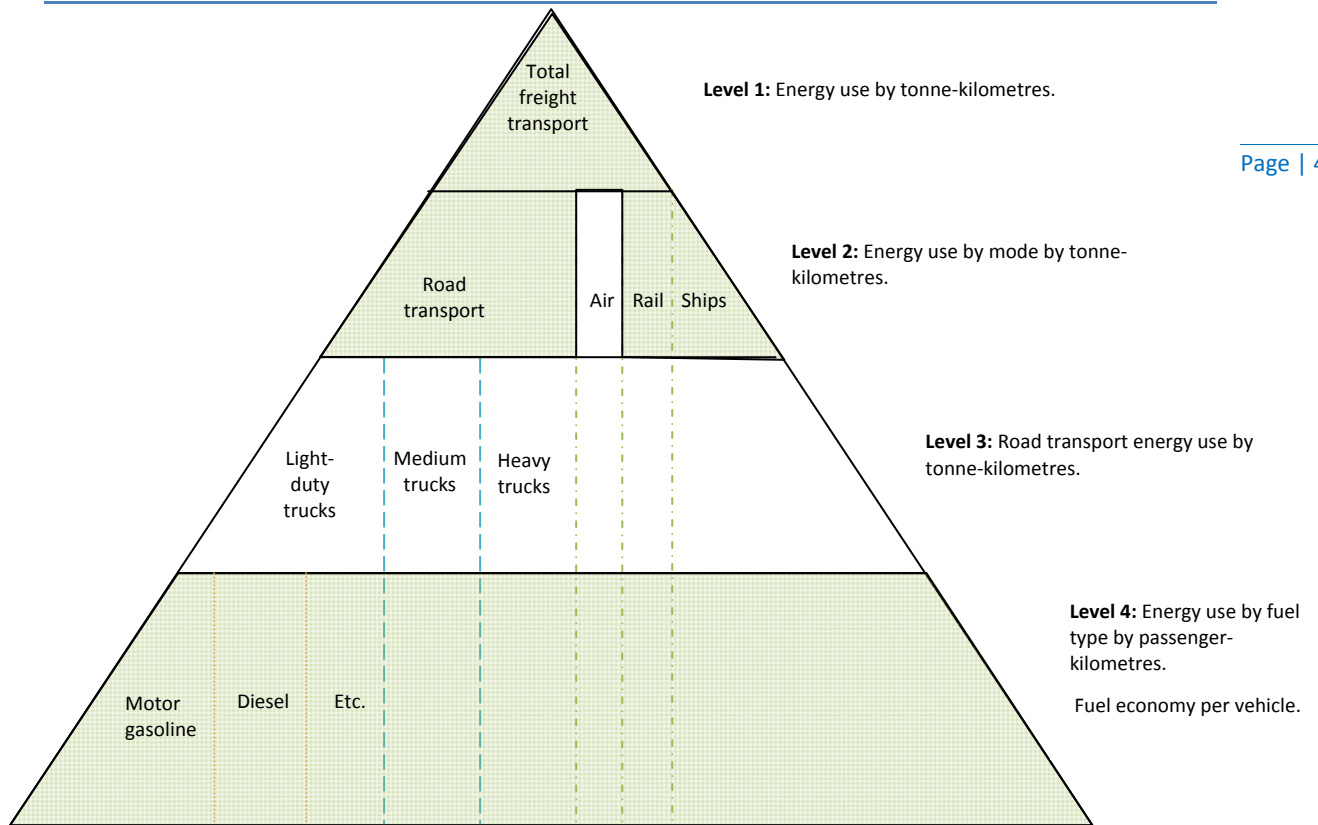 Total
freight
transport
Level 1: Energy use by tonne-kilometres.
Page | 4
Road
transport
Air
Rail
Ships
Level 2: Energy use by mode by tonne-
kilometres.
Light-
duty
trucks
Medium
trucks
Heavy
trucks
Level 3: Road transport energy use by
tonne-kilometres.
Motor
gasoline
Diesel
Etc.
Level 4: Energy use by fuel
type by passenger-
kilometres.
Fuel economy per vehicle.